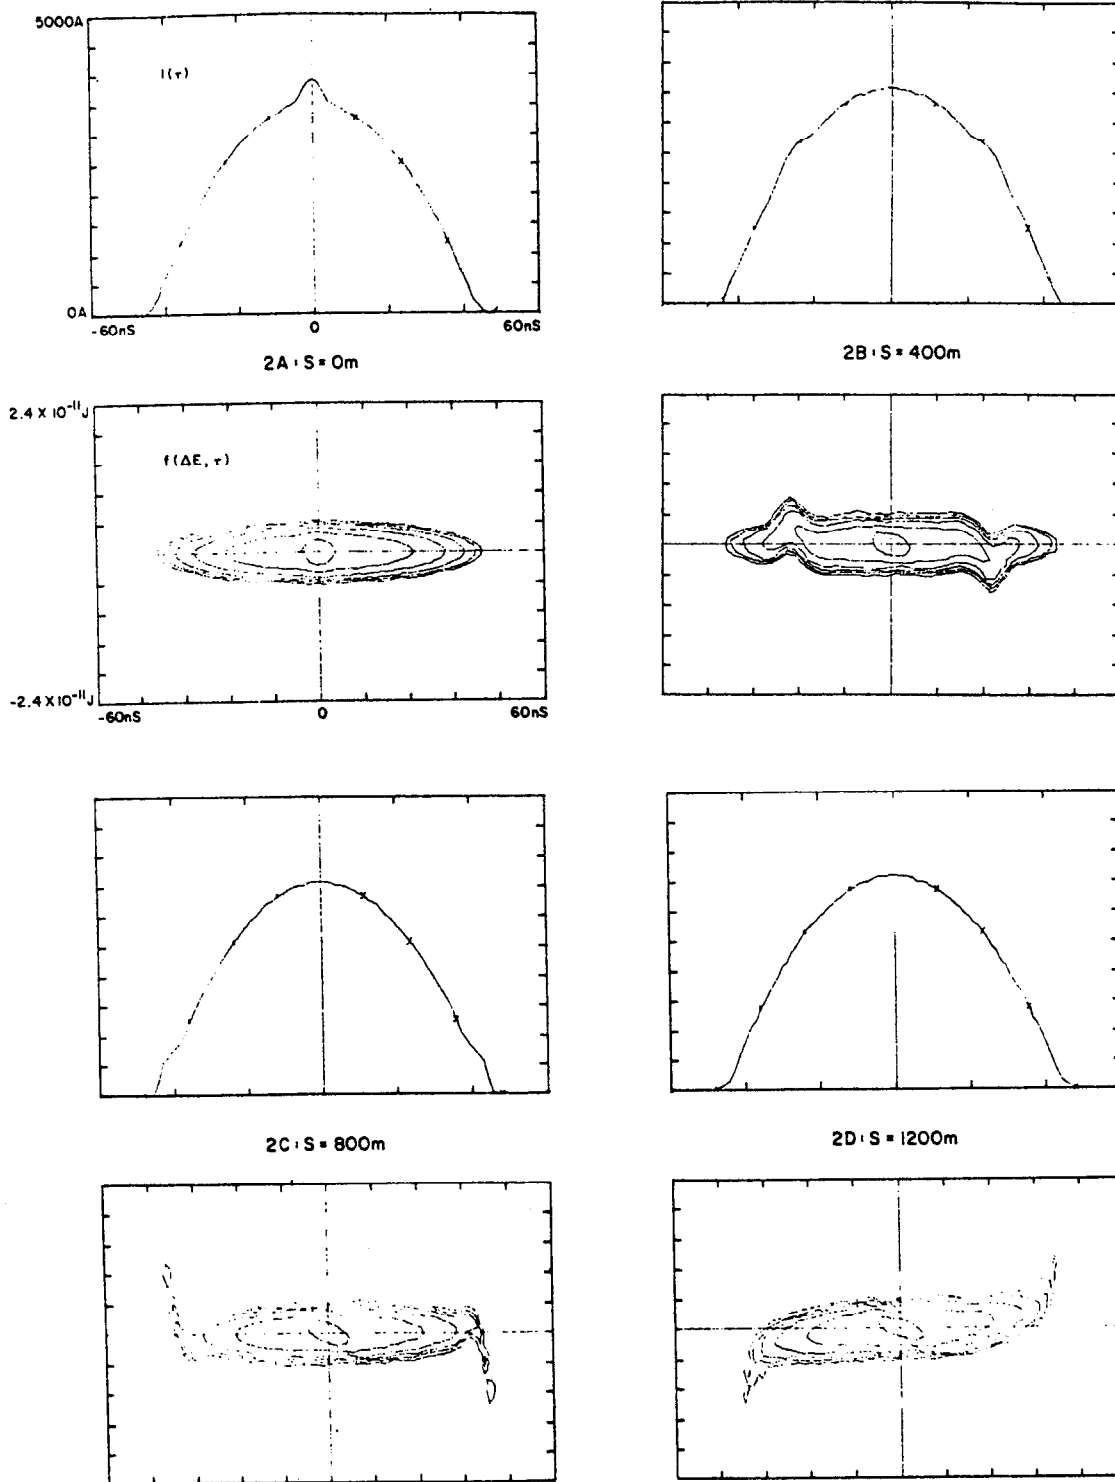 5000A
I(τ)
0A
-60nS 0 60nS
2A: S = 0m
2B: S = 400m
2.4 X 10⁻¹¹J
f(ΔE, τ)
-2.4 X 10⁻¹¹J
-60nS 0 60nS
2C: S = 800m
2D: S = 1200m